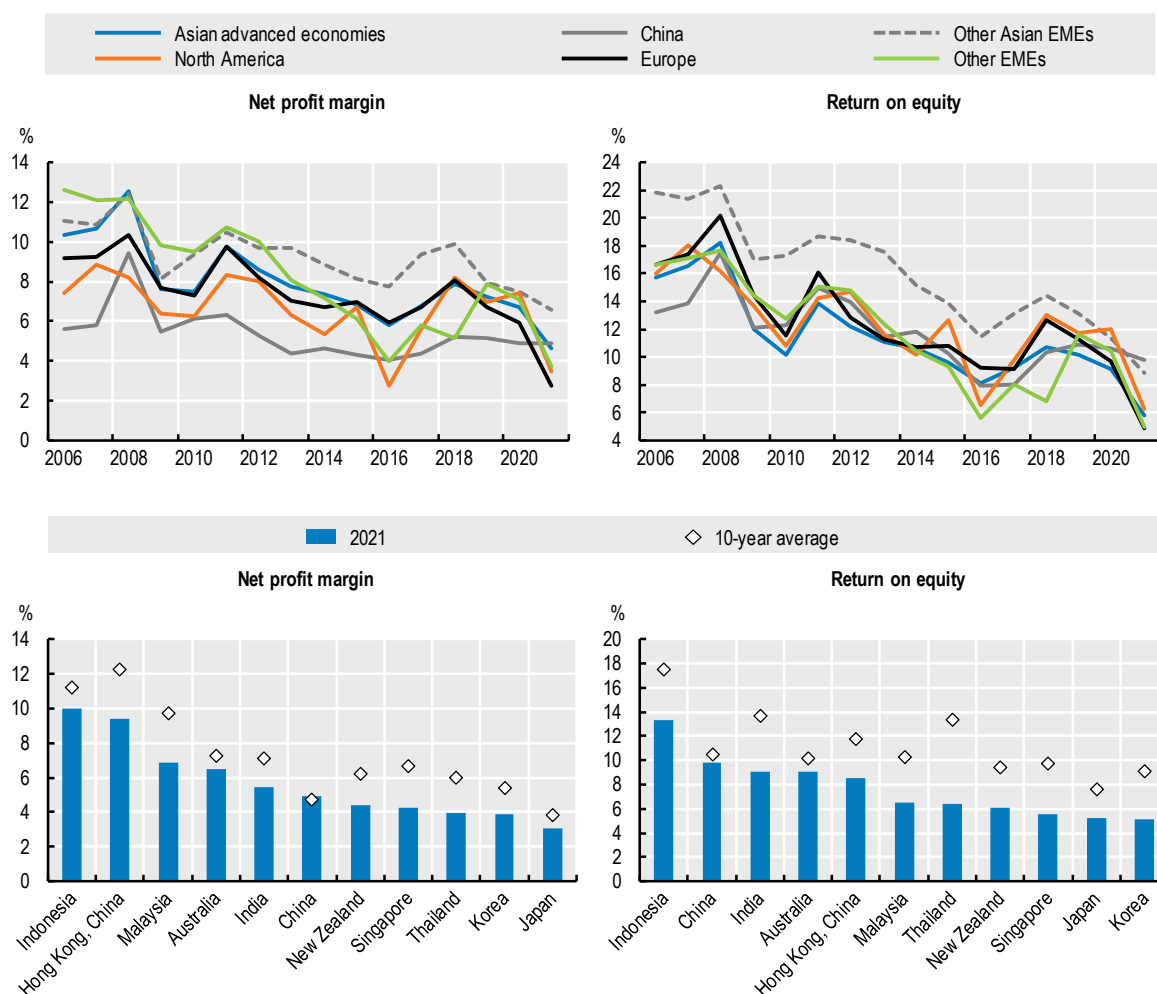 Asian advanced economies China Other Asian EMEs
North America Europe Other EMEs
Net profit margin
%
14
12
10
8
6
4
2
0
2006 2008 2010 2012 2014 2016 2018 2020
Return on equity
%
24
22
20
18
16
14
12
10
8
6
4
2006 2008 2010 2012 2014 2016 2018 2020
2021 10-year average
Net profit margin
%
14
12
10
8
6
4
2
0
Indonesia
Hong Kong, China
Malaysia
Australia
India
China
New Zealand
Singapore
Thailand
Korea
Japan
Return on equity
%
20
18
16
14
12
10
8
6
4
2
0
Indonesia
China
India
Australia
Hong Kong, China
Malaysia
Thailand
New Zealand
Singapore
Japan
Korea